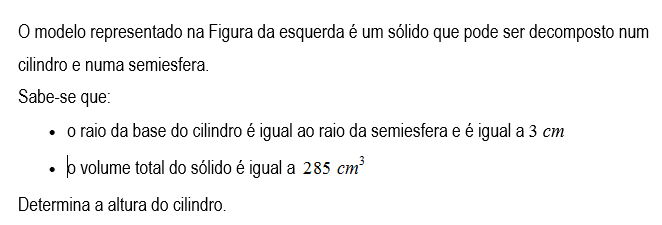 O modelo representado na Figura da esquerda é um sólido que pode ser decomposto num
cilindro e numa semiesfera.
Sabe-se que:
• o raio da base do cilindro é igual ao raio da semiesfera e é igual a 3 cm
• o volume total do sólido é igual a 285 cm³
Determina a altura do cilindro.